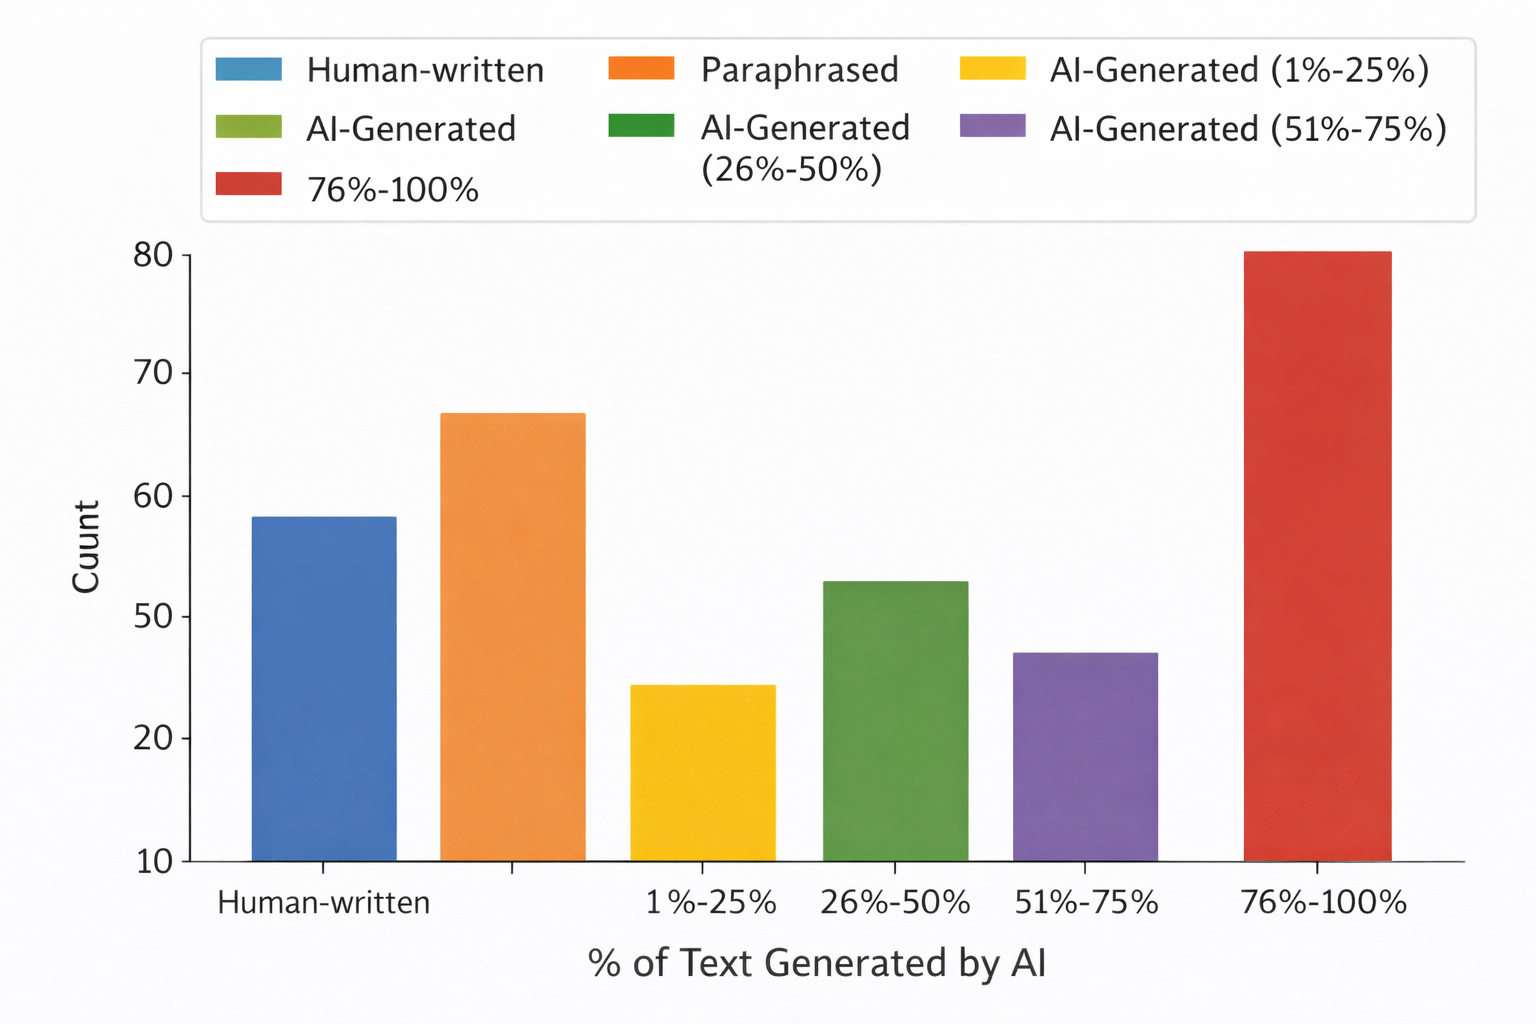 Human-written
Paraphrased
AI-Generated (1%-25%)
AI-Generated
AI-Generated
(26%-50%)
AI-Generated (51%-75%)
76%-100%
80
70
60
50
20
10
Cuunt
Human-written
1%-25%
26%-50%
51%-75%
76%-100%
% of Text Generated by AI